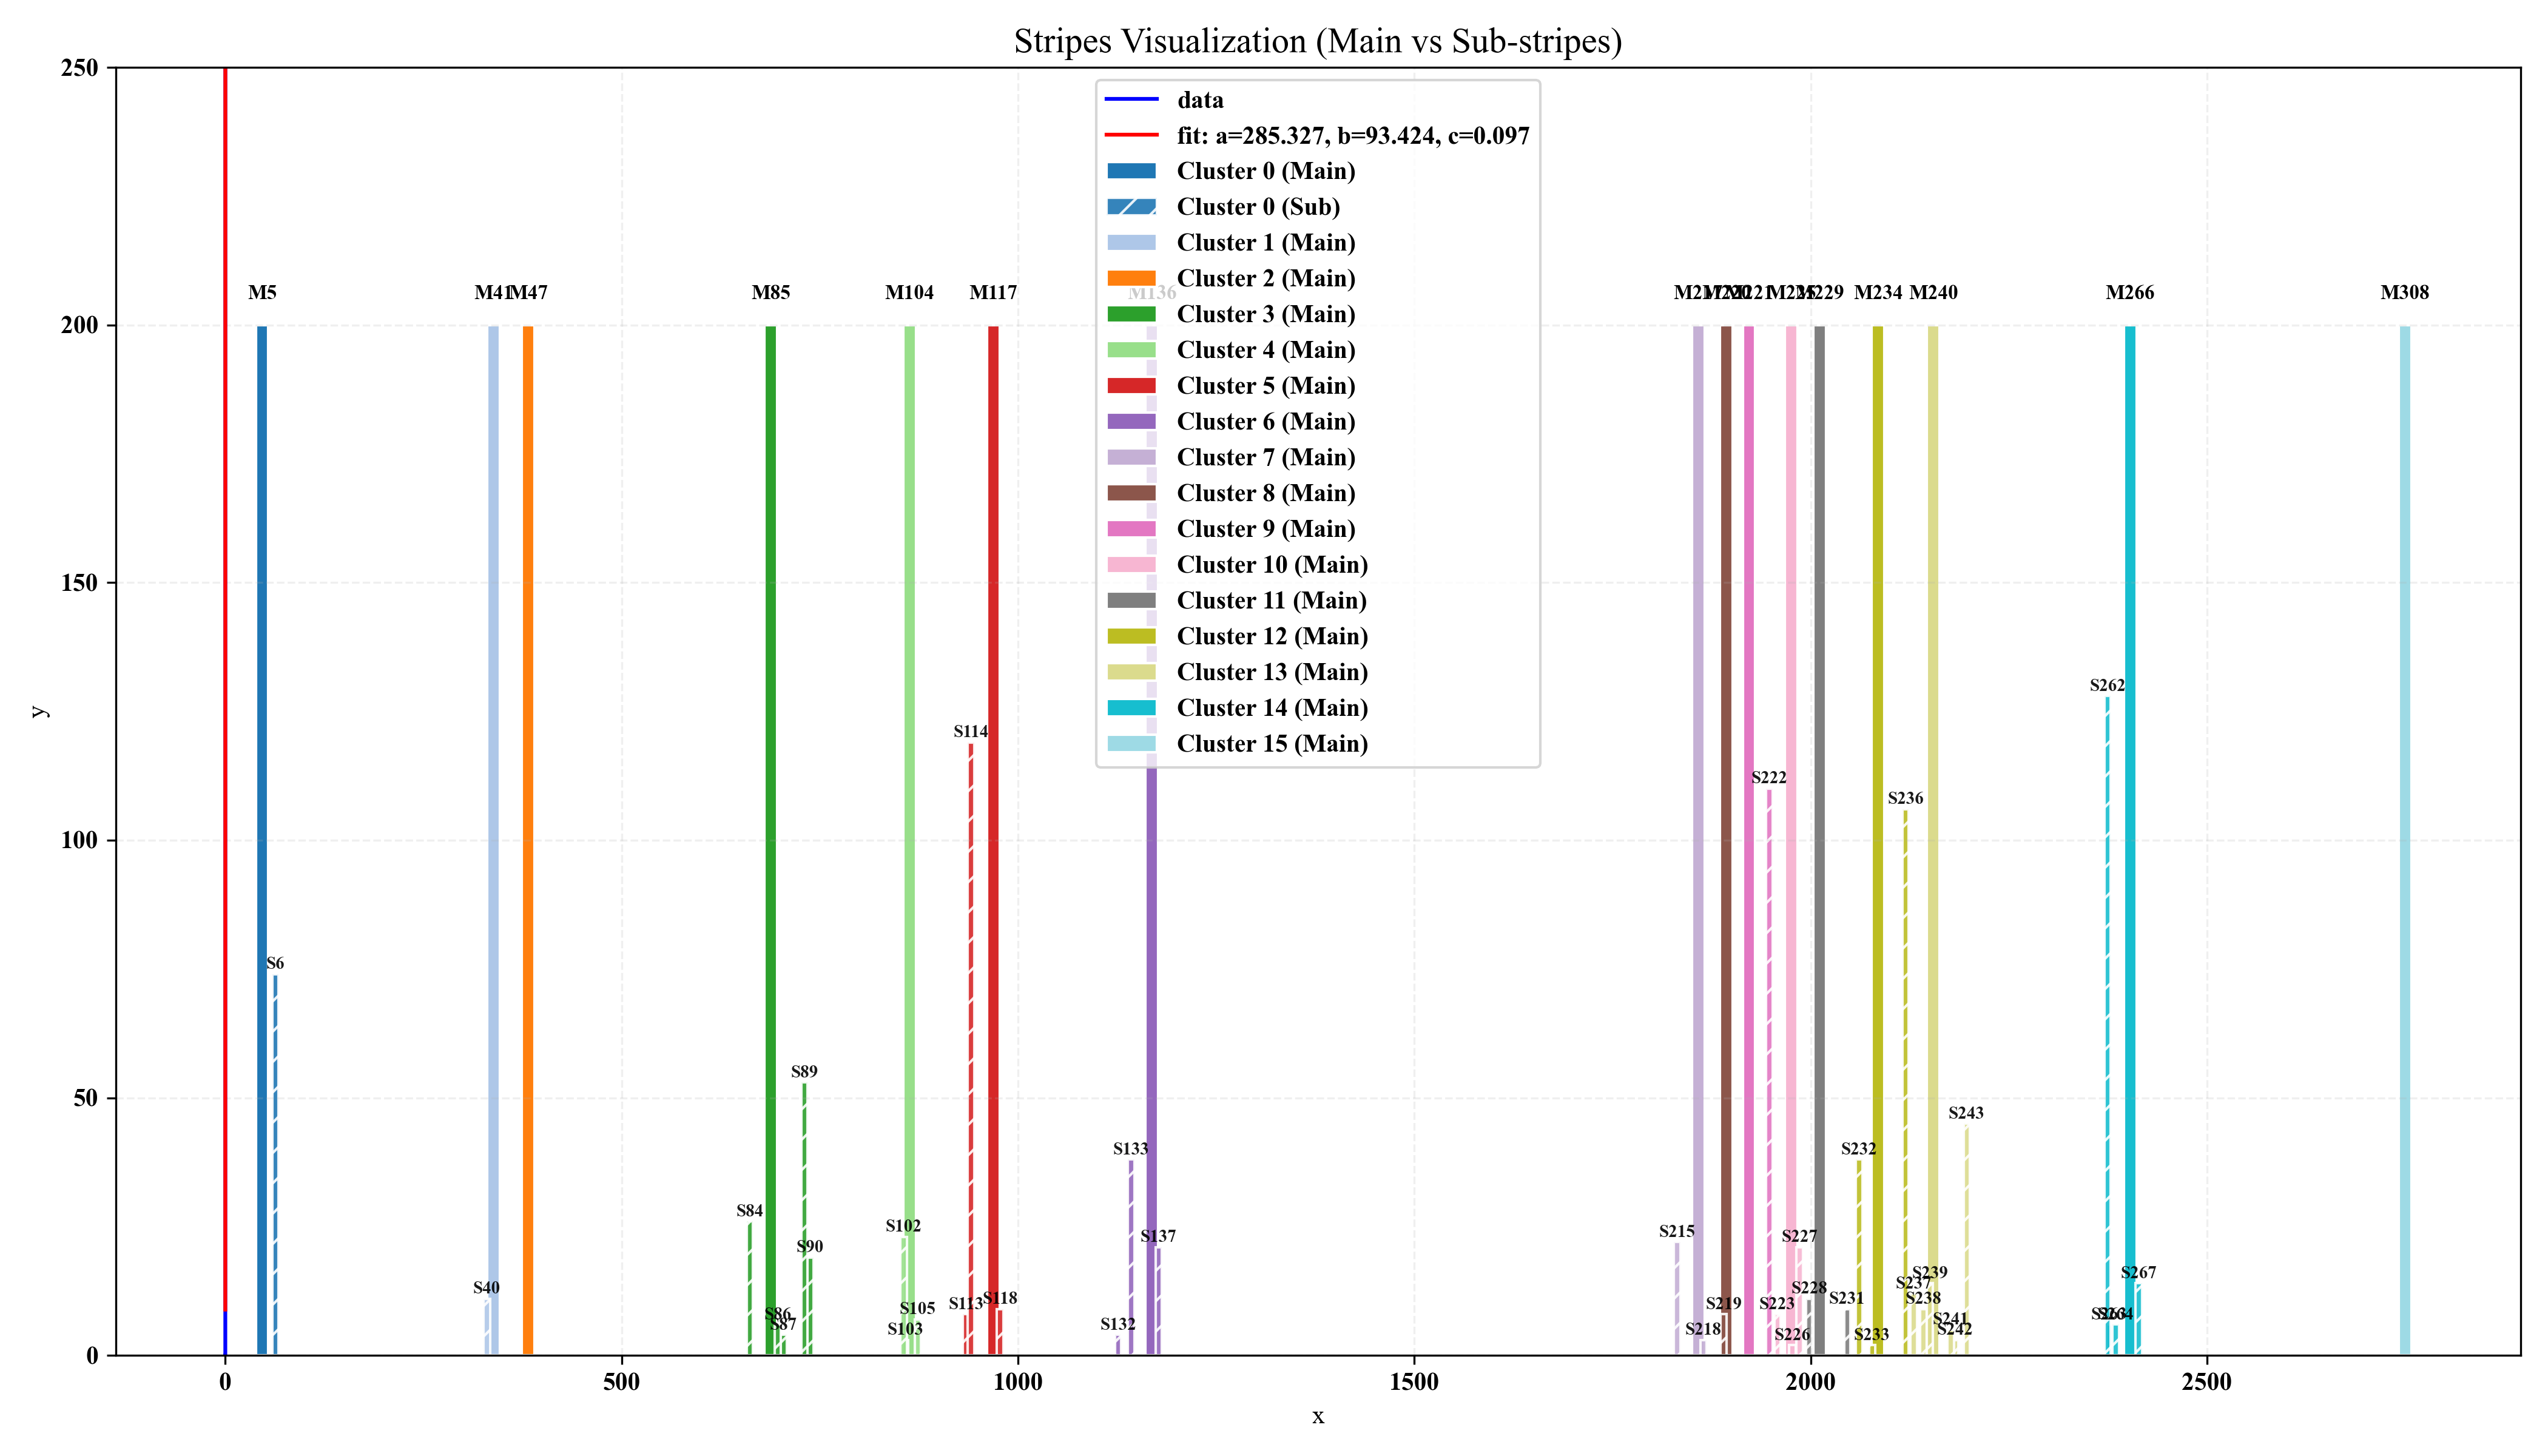 Stripes Visualization (Main vs Sub-stripes)
250
200
150
100
50
0
y
data
fit: a=285.327, b=93.424, c=0.097
Cluster 0 (Main)
Cluster 0 (Sub)
Cluster 1 (Main)
Cluster 2 (Main)
Cluster 3 (Main)
Cluster 4 (Main)
Cluster 5 (Main)
Cluster 6 (Main)
Cluster 7 (Main)
Cluster 8 (Main)
Cluster 9 (Main)
Cluster 10 (Main)
Cluster 11 (Main)
Cluster 12 (Main)
Cluster 13 (Main)
Cluster 14 (Main)
Cluster 15 (Main)
M5 M41 M47 M85 M104 M117 M136 M221 M229 M234 M240 M266 M308
S262
S114
S222
S236
S6
S89
S243
S133 S232
S84
S102 S215 S137 S227
S90
S239 S267
S237
S40 S228
S118 S238 S231
S113 S219 S223
S105
S86 S241 S264
S87 S132
S103 S218 S242
S226 S233
0 500 1000 1500 2000 2500
x